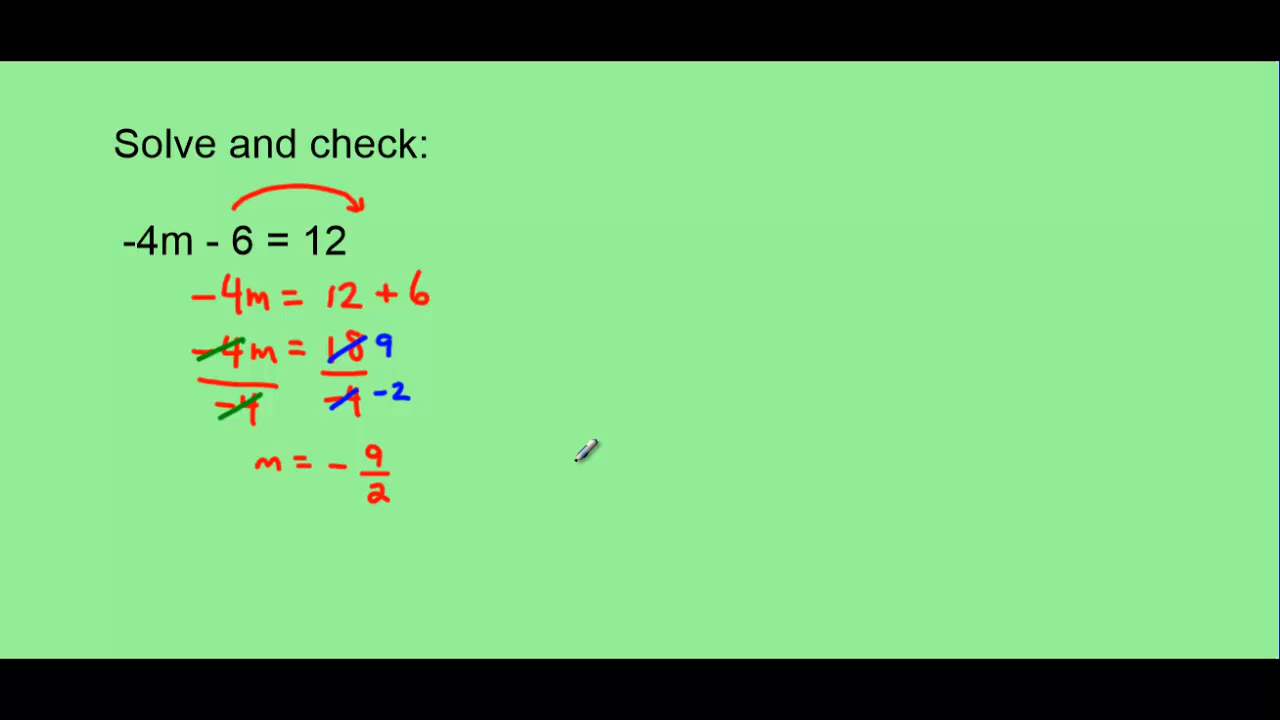 Solve and check:
-4m - 6 = 12
-4m = 12 + 6
-4m = 18 9
-4 -4 -2
m = - 9
2